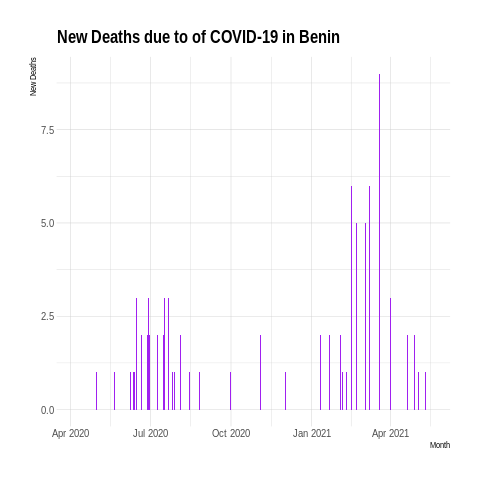 New Deaths due to of COVID-19 in Benin
New Deaths
7.5
5.0
2.5
0.0
Apr 2020 Jul 2020 Oct 2020 Jan 2021 Apr 2021
Month